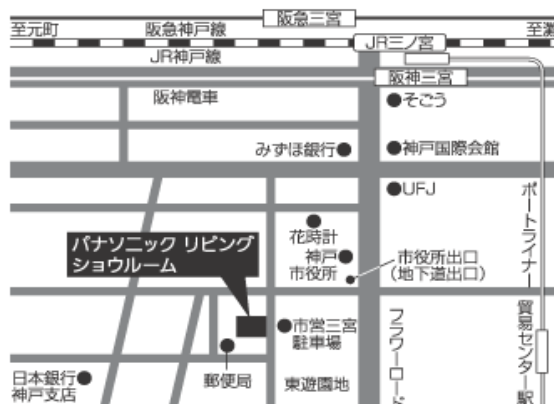 阪急三宮
至元町
阪急神戸線
JR三ノ宮
至灘
JR神戸線
阪神三宮
阪神電車
そごう
みずほ銀行
神戸国際会館
UFJ
ポートライナー
花時計
パナソニック リビング
ショウルーム
神戸
市役所
市役所出口
(地下道出口)
貿易センター駅
フラワーロード
市営三宮
駐車場
郵便局
日本銀行
神戸支店
東遊園地